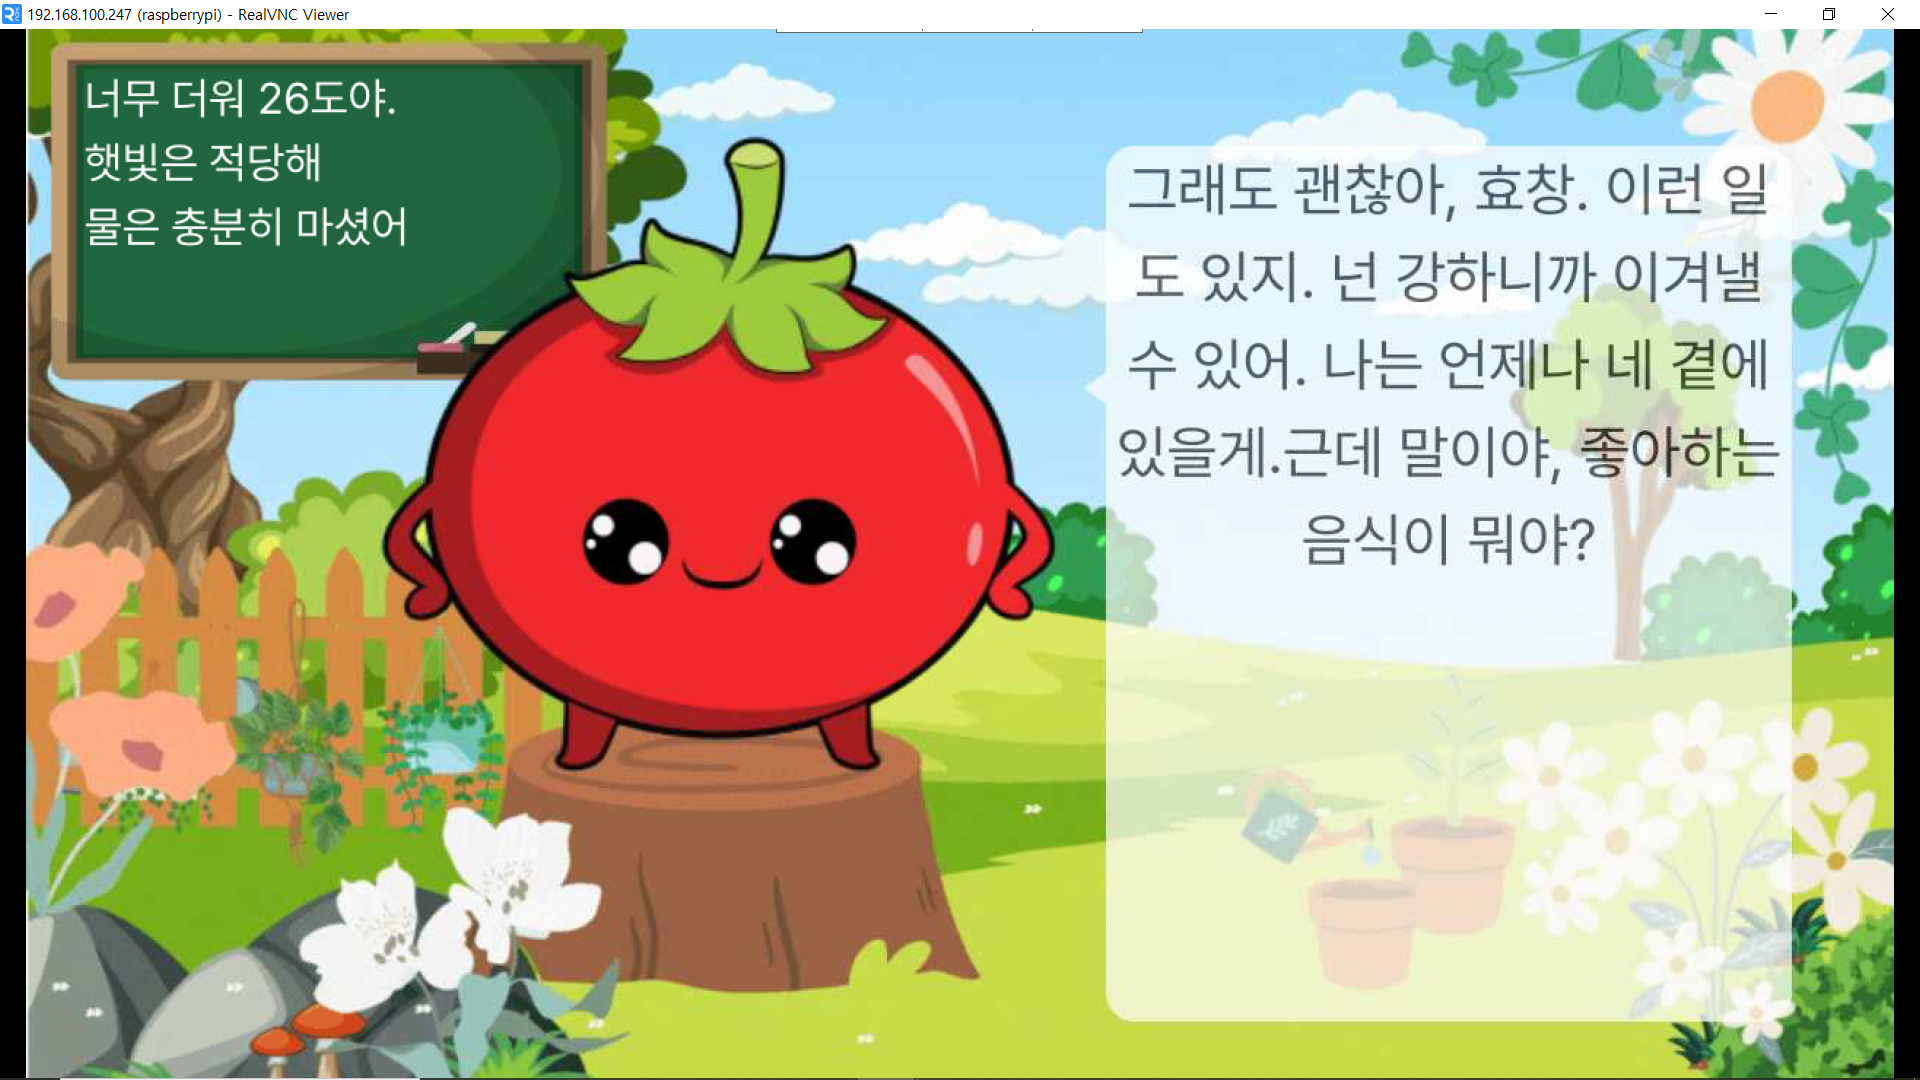 192.168.100.247 (raspberrypi) - RealVNC Viewer
너무 더워 26도야.
햇빛은 적당해
물은 충분히 마셨어
그래도 괜찮아, 효창. 이런 일
도 있지. 넌 강하니까 이겨낼
수 있어. 나는 언제나 네 곁에
있을게.근데 말이야, 좋아하는
음식이 뭐야?